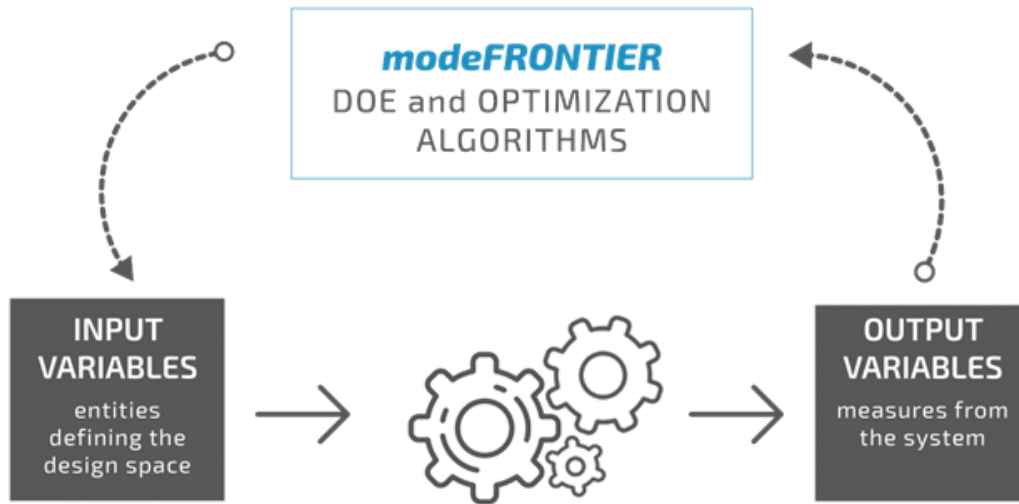 modeFRONTIER
DOE and OPTIMIZATION
ALGORITHMS
INPUT
VARIABLES
entities
defining the
design space
OUTPUT
VARIABLES
measures from
the system